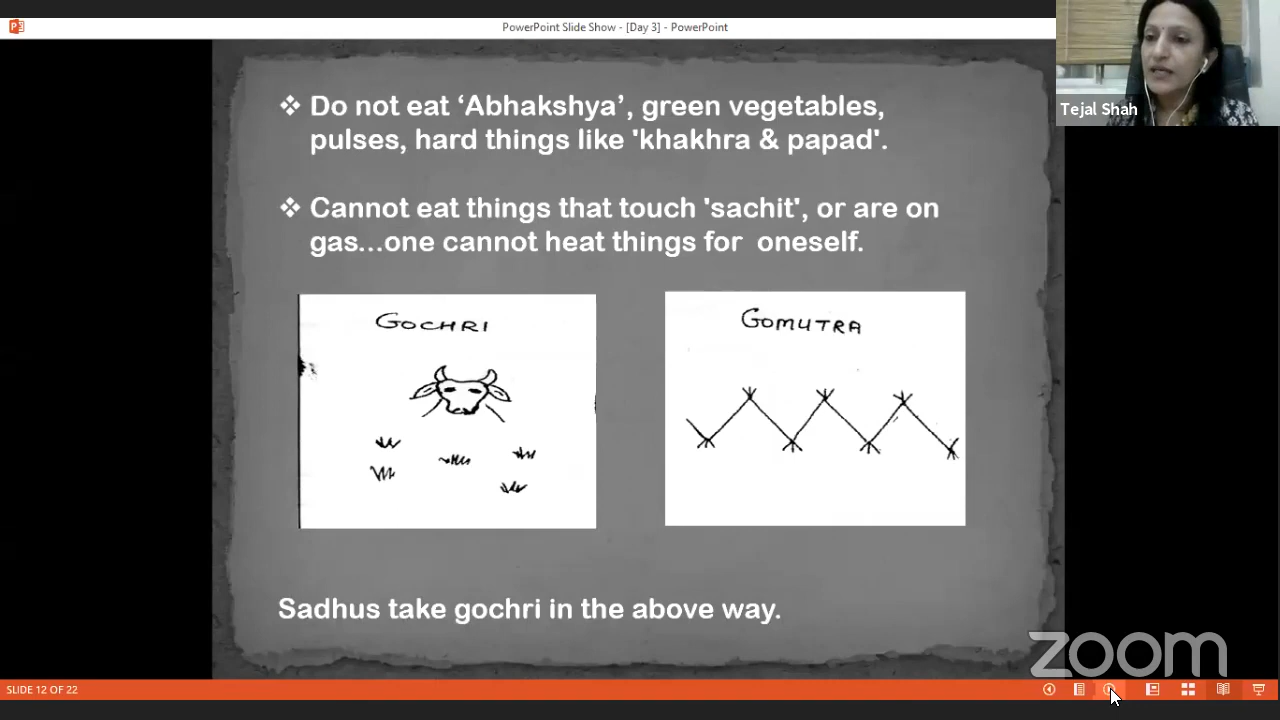 PowerPoint Slide Show - [Day 3] - PowerPoint
Tejal Shah
❖ Do not eat ‘Abhakshya’, green vegetables,
pulses, hard things like 'khakhra & papad'.
❖ Cannot eat things that touch 'sachit', or are on
gas...one cannot heat things for oneself.
GOCHRI
GOMUTRA
Sadhus take gochri in the above way.
zoom
SLIDE 12 OF 22